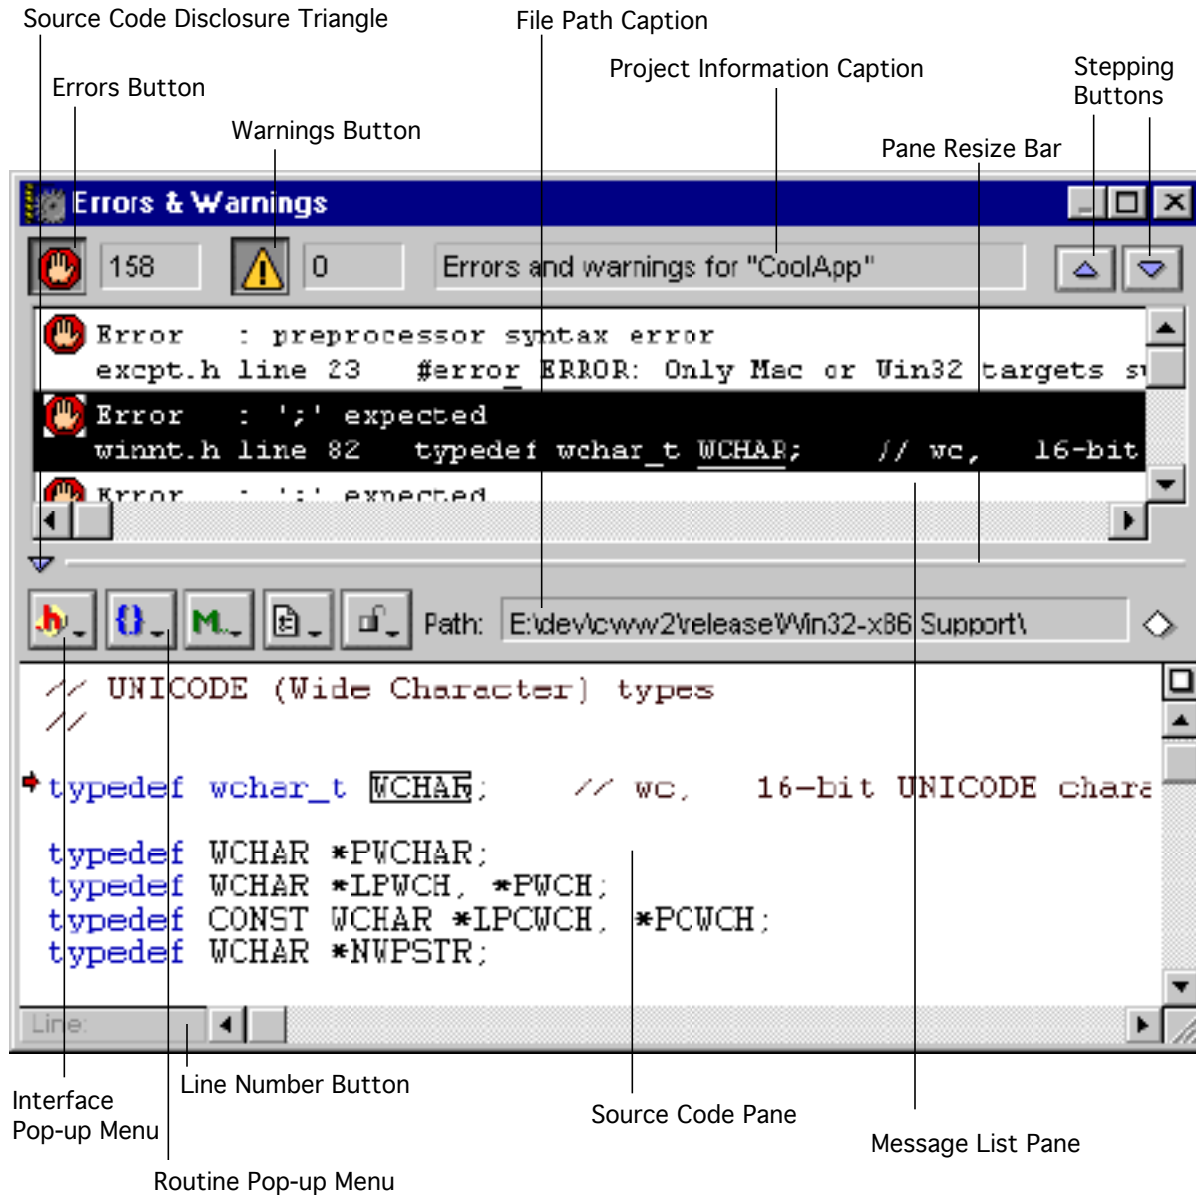 Source Code Disclosure Triangle
File Path Caption
Project Information Caption
Stepping
Buttons
Errors Button
Warnings Button
Pane Resize Bar
Errors & Warnings
158
0
Errors and warnings for "CoolApp"
Error : preprocessor syntax error
excpt.h line 23 #error ERROR: Only Mac or Win32 targets su
Error : ';' expected
winnt.h line 82 typedef wchar_t WCHAR; // wc, 16-bit
Error : ';' expected
.h
{}
M
Path: E:\dev\cww2\release\Win32-x86 Support\
// UNICODE (Wide Character) types
//
typedef wchar_t WCHAR; // wc, 16-bit UNICODE chara
typedef WCHAR *PWCHAR;
typedef WCHAR *LPWCH, *PWCH;
typedef CONST WCHAR *LPCWCH, *PCWCH;
typedef WCHAR *NWPSTR;
Line:
Interface
Pop-up Menu
Line Number Button
Source Code Pane
Message List Pane
Routine Pop-up Menu